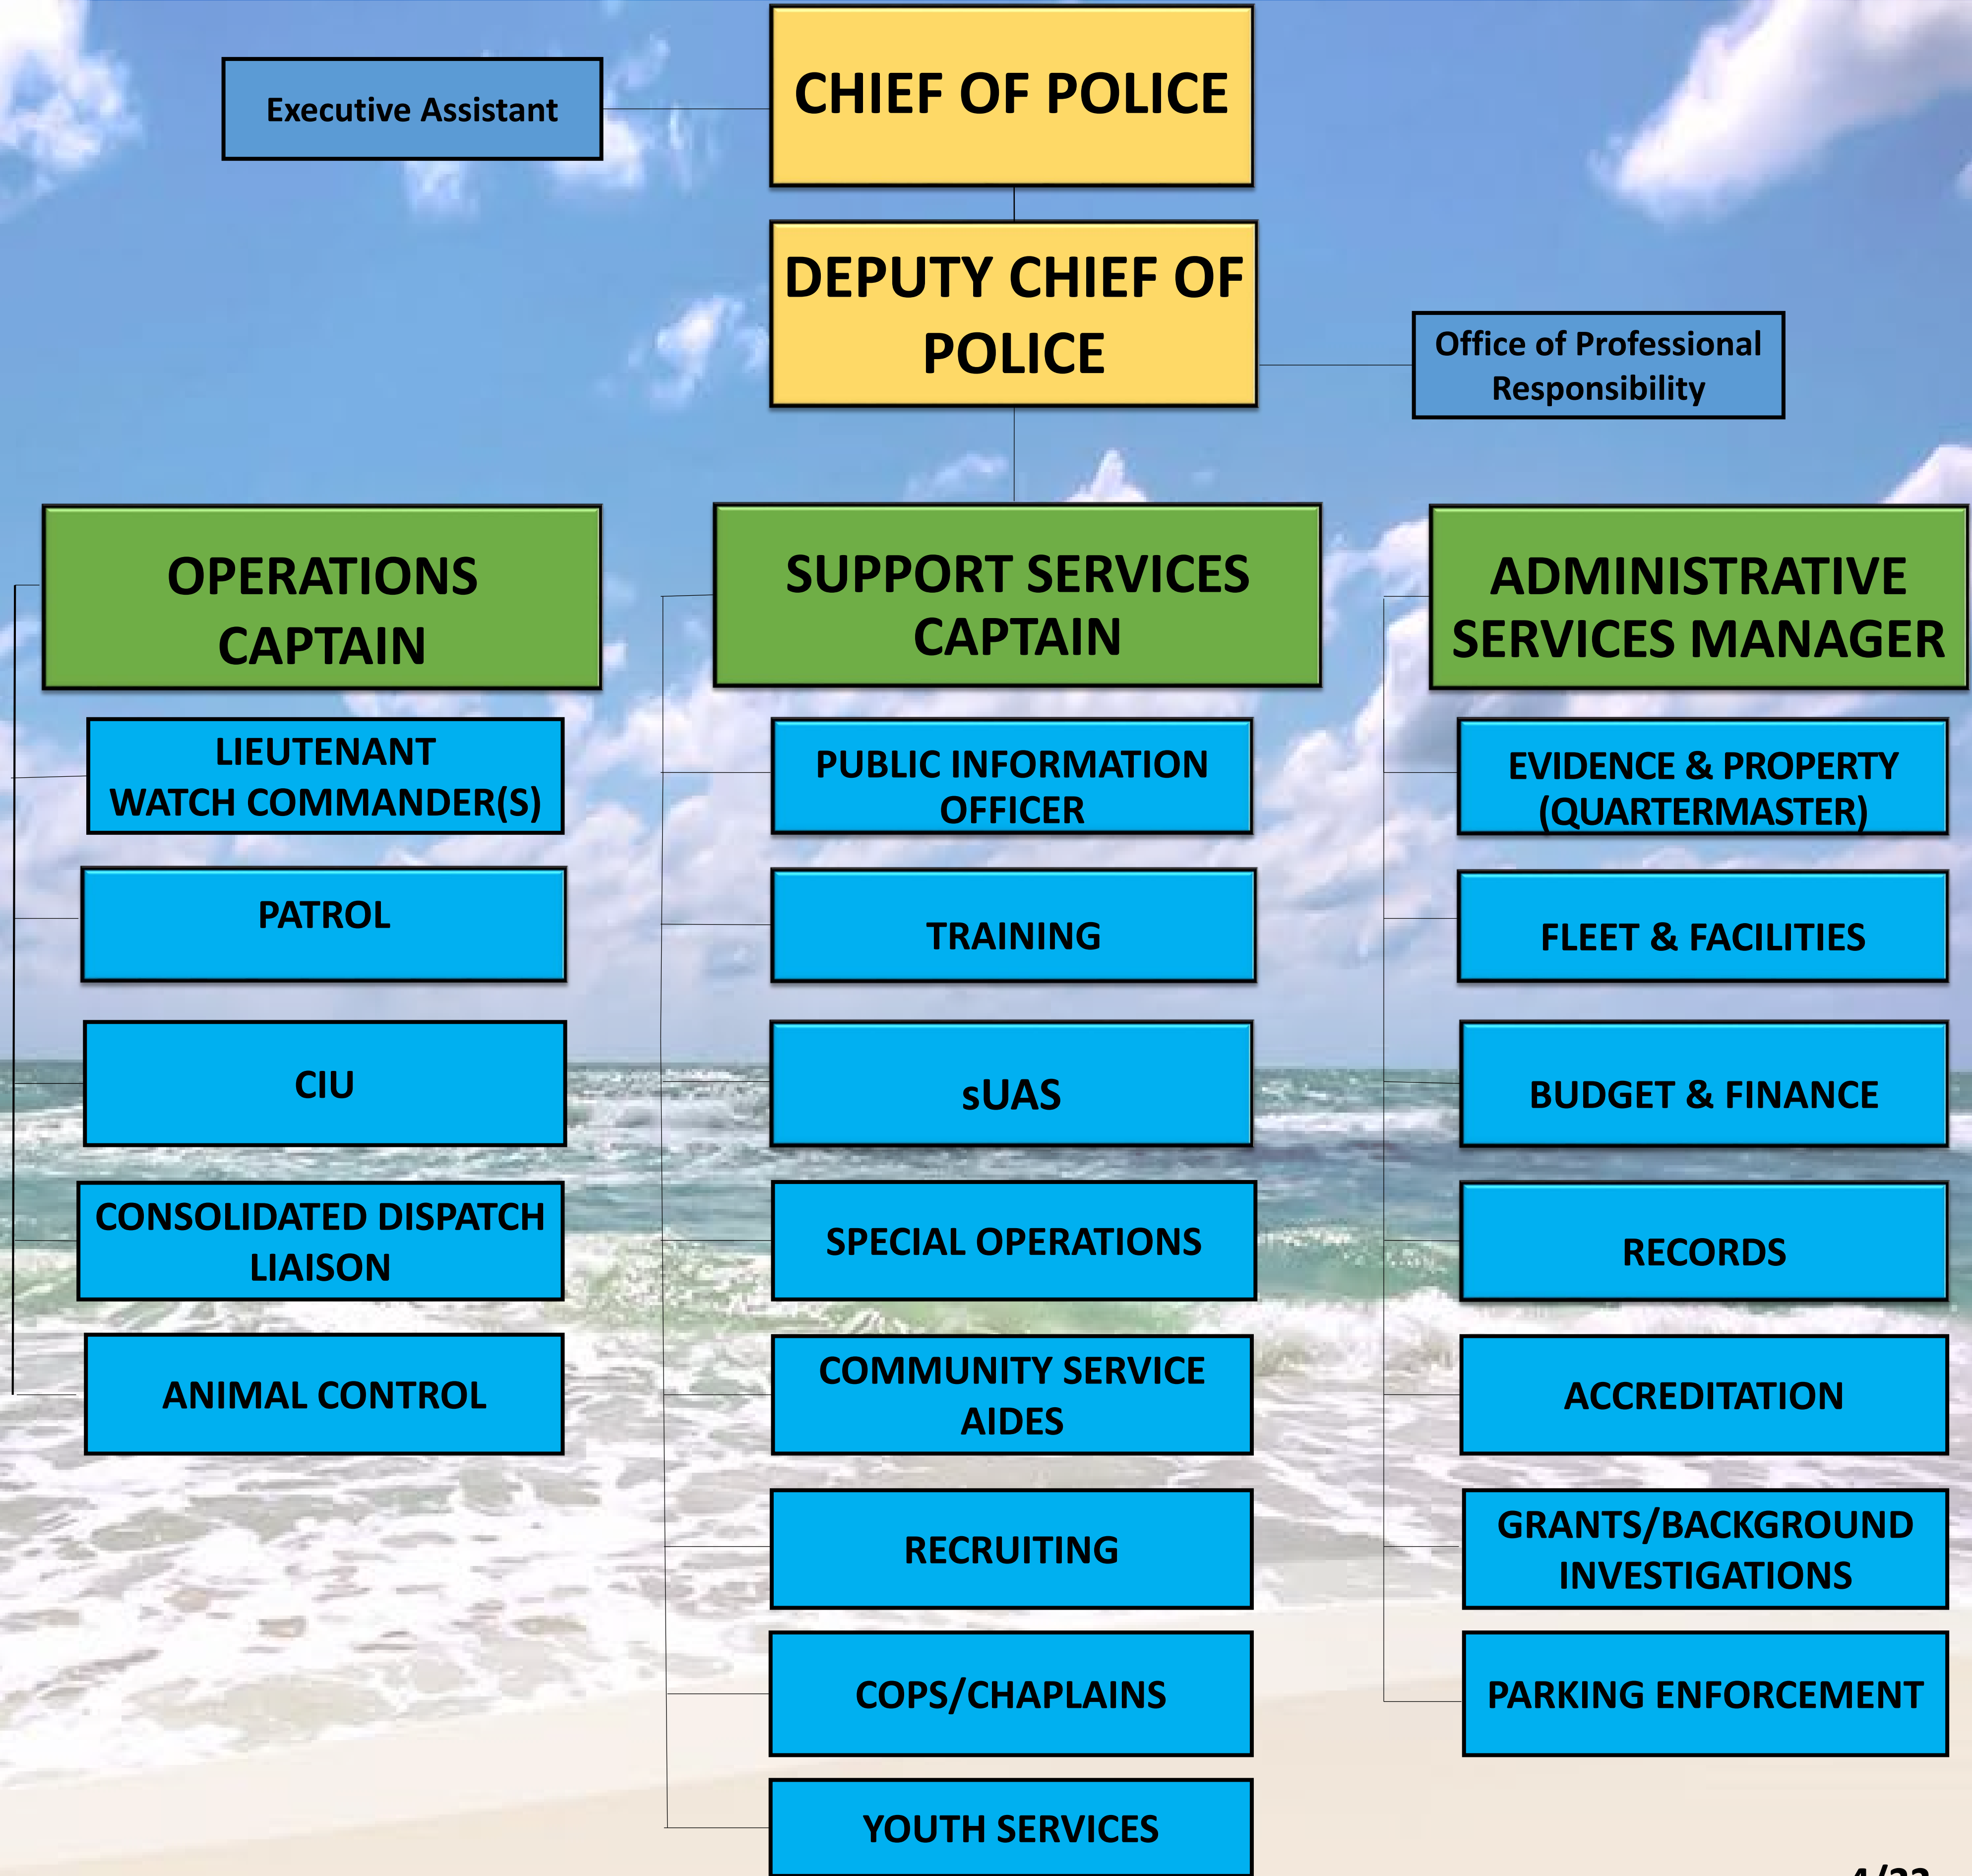 CHIEF OF POLICE
Executive Assistant
DEPUTY CHIEF OF
POLICE
Office of Professional
Responsibility
OPERATIONS
CAPTAIN
LIEUTENANT
WATCH COMMANDER(S)
PATROL
CIU
CONSOLIDATED DISPATCH
LIAISON
ANIMAL CONTROL
SUPPORT SERVICES
CAPTAIN
PUBLIC INFORMATION
OFFICER
TRAINING
sUAS
SPECIAL OPERATIONS
COMMUNITY SERVICE
AIDES
RECRUITING
COPS/CHAPLAINS
YOUTH SERVICES
ADMINISTRATIVE
SERVICES MANAGER
EVIDENCE & PROPERTY
(QUARTERMASTER)
FLEET & FACILITIES
BUDGET & FINANCE
RECORDS
ACCREDITATION
GRANTS/BACKGROUND
INVESTIGATIONS
PARKING ENFORCEMENT